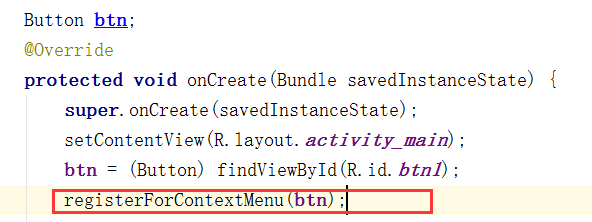 Button btn;
@Override
protected void onCreate(Bundle savedInstanceState) {
super.onCreate(savedInstanceState);
setContentView(R.layout.activity_main);
btn = (Button) findViewById(R.id.btn1);
registerForContextMenu(btn);